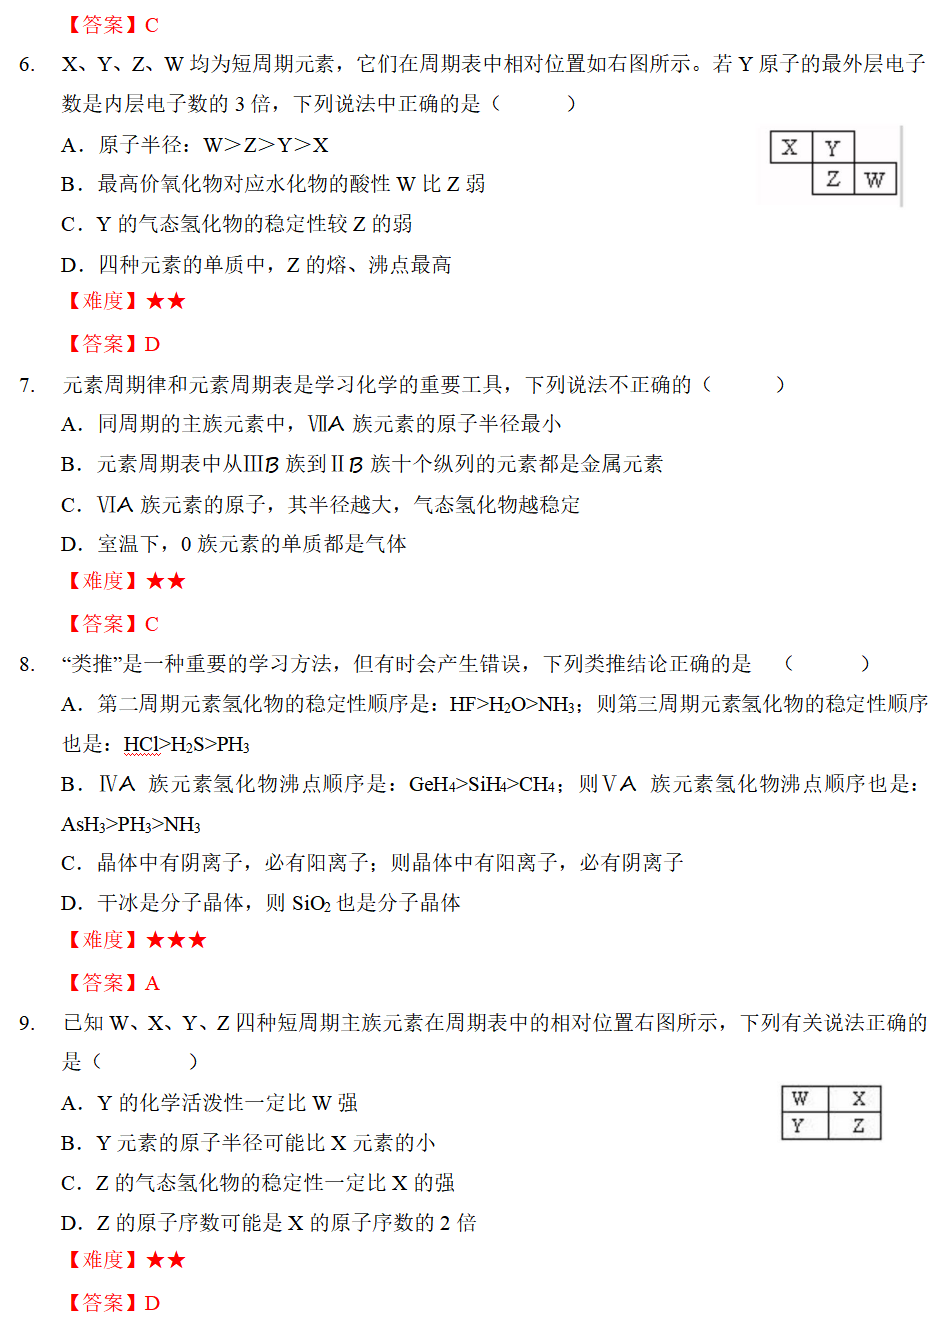 【答案】C
6. X、Y、Z、W 均为短周期元素，它们在周期表中相对位置如右图所示。若 Y 原子的最外层电子
数是内层电子数的 3 倍，下列说法中正确的是（ ）
A．原子半径：W＞Z＞Y＞X
B．最高价氧化物对应水化物的酸性 W 比 Z 弱
C．Y 的气态氢化物的稳定性较 Z 的弱
D．四种元素的单质中，Z 的熔、沸点最高
X Y
Z W
【难度】★★
【答案】D
7. 元素周期律和元素周期表是学习化学的重要工具，下列说法不正确的（ ）
A．同周期的主族元素中，ⅦA 族元素的原子半径最小
B．元素周期表中从ⅢB 族到ⅡB 族十个纵列的元素都是金属元素
C．ⅥA 族元素的原子，其半径越大，气态氢化物越稳定
D．室温下，0 族元素的单质都是气体
【难度】★★
【答案】C
8. “类推”是一种重要的学习方法，但有时会产生错误，下列类推结论正确的是 （ ）
A．第二周期元素氢化物的稳定性顺序是：HF>H₂O>NH₃；则第三周期元素氢化物的稳定性顺序
也是：HCl>H₂S>PH₃
B．ⅣA 族元素氢化物沸点顺序是：GeH₄>SiH₄>CH₄；则ⅤA 族元素氢化物沸点顺序也是：
AsH₃>PH₃>NH₃
C．晶体中有阴离子，必有阳离子；则晶体中有阳离子，必有阴离子
D．干冰是分子晶体，则 SiO₂ 也是分子晶体
【难度】★★★
【答案】A
9. 已知 W、X、Y、Z 四种短周期主族元素在周期表中的相对位置右图所示，下列有关说法正确的
是（ ）
A．Y 的化学活泼性一定比 W 强
B．Y 元素的原子半径可能比 X 元素的小
C．Z 的气态氢化物的稳定性一定比 X 的强
D．Z 的原子序数可能是 X 的原子序数的 2 倍
W X
Y Z
【难度】★★
【答案】D